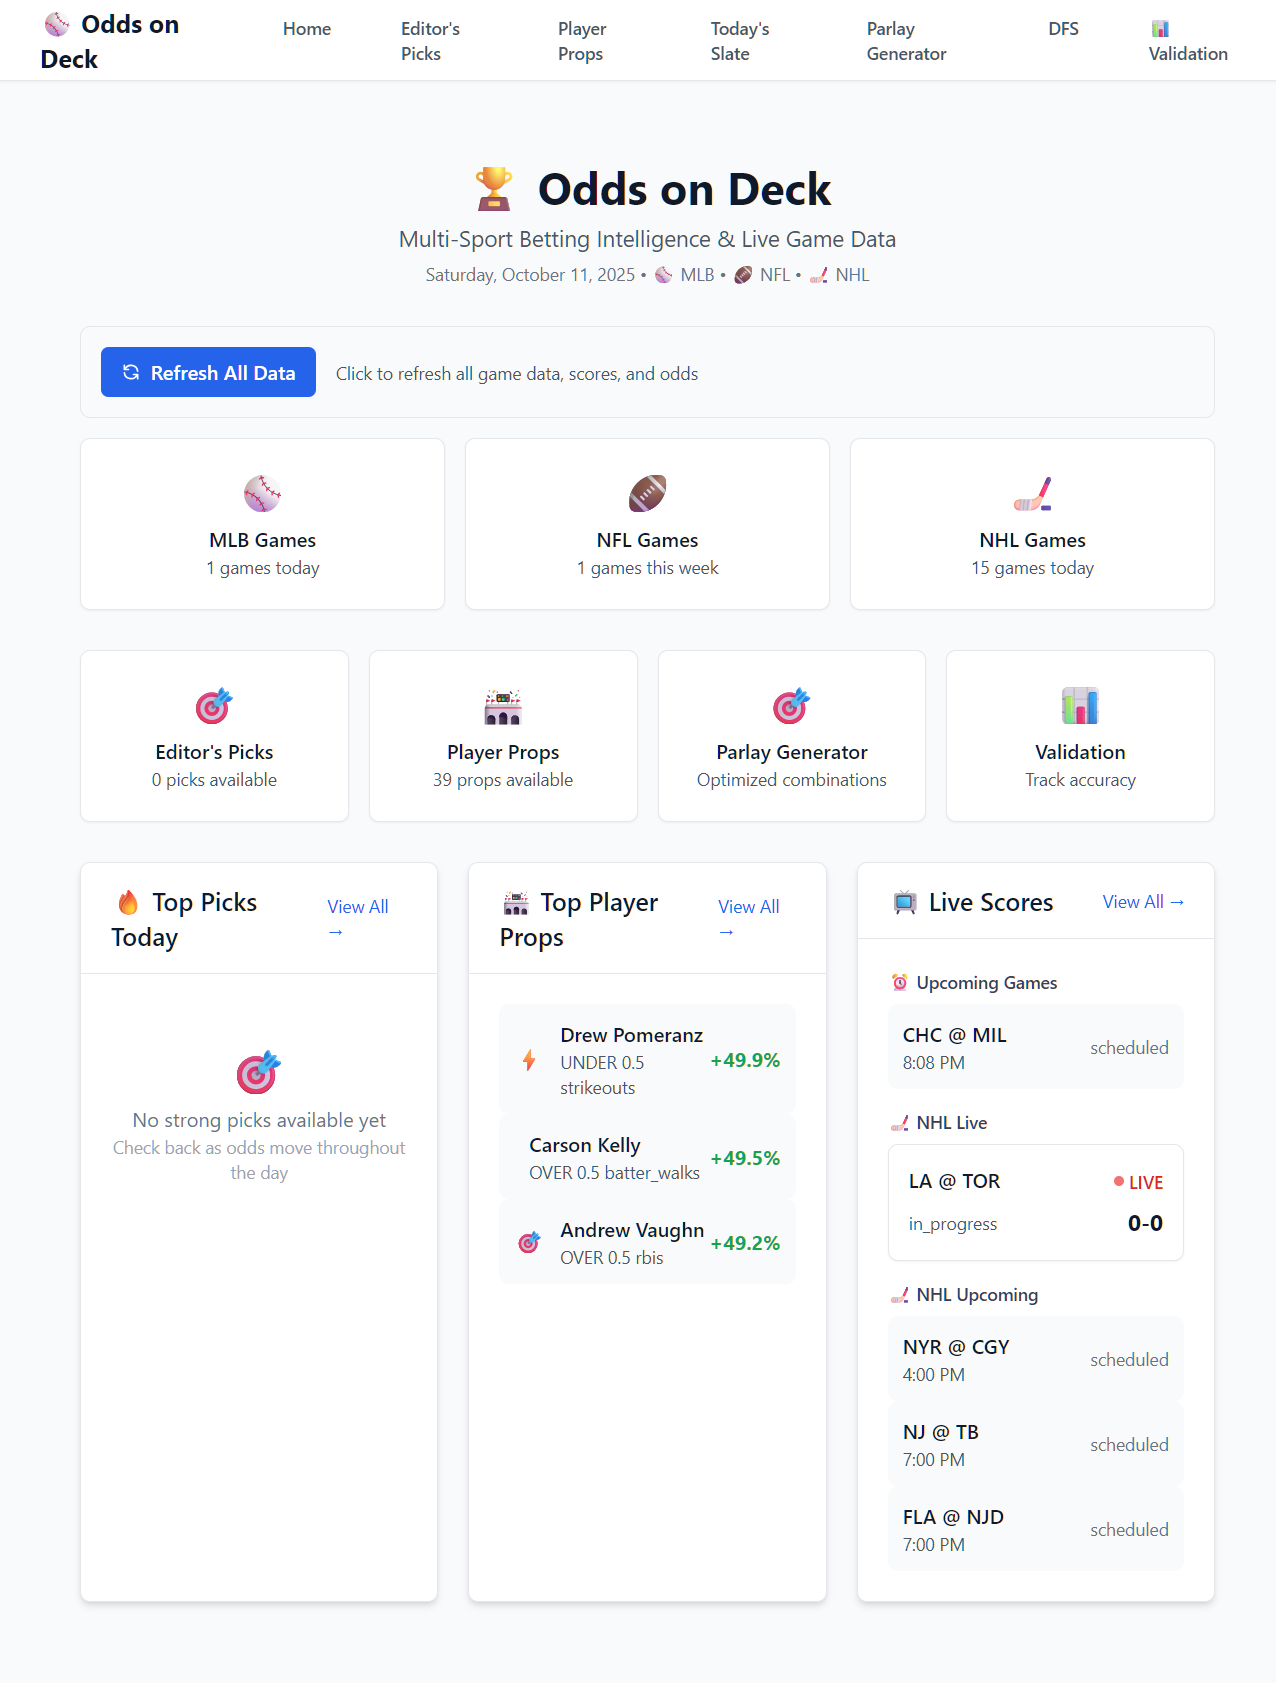 Odds on
Deck
Home
Editor's
Picks
Player
Props
Today's
Slate
Parlay
Generator
DFS
Validation
Odds on Deck
Multi-Sport Betting Intelligence & Live Game Data
Saturday, October 11, 2025 • MLB • NFL • NHL
Refresh All Data
Click to refresh all game data, scores, and odds
MLB Games
1 games today
NFL Games
1 games this week
NHL Games
15 games today
Editor's Picks
0 picks available
Player Props
39 props available
Parlay Generator
Optimized combinations
Validation
Track accuracy
Top Picks
Today
View All
→
No strong picks available yet
Check back as odds move throughout
the day
Top Player
Props
View All
→
Drew Pomeranz
UNDER 0.5
strikeouts
+49.9%
Carson Kelly
OVER 0.5 batter_walks
+49.5%
Andrew Vaughn
OVER 0.5 rbis
+49.2%
Live Scores
View All →
Upcoming Games
CHC @ MIL
8:08 PM
scheduled
NHL Live
LA @ TOR
LIVE
in_progress
0-0
NHL Upcoming
NYR @ CGY
4:00 PM
scheduled
NJ @ TB
7:00 PM
scheduled
FLA @ NJD
7:00 PM
scheduled